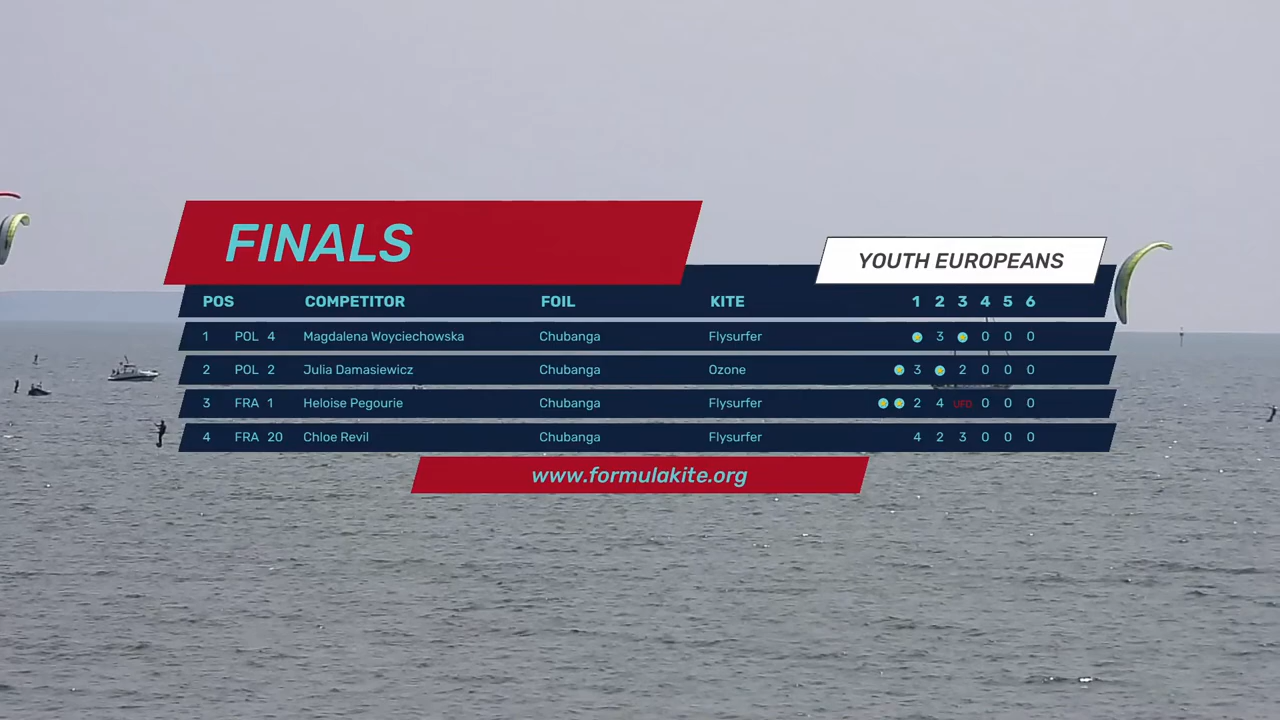 FINALS
YOUTH EUROPEANS
POS COMPETITOR FOIL KITE 1 2 3 4 5 6
1 POL 4 Magdalena Woyciechowska Chubanga Flysurfer 3 0 0 0
2 POL 2 Julia Damasiewicz Chubanga Ozone 3 2 0 0 0
3 FRA 1 Heloise Pegourie Chubanga Flysurfer 2 4 UFD 0 0 0
4 FRA 20 Chloe Revil Chubanga Flysurfer 4 2 3 0 0 0
www.formulakite.org